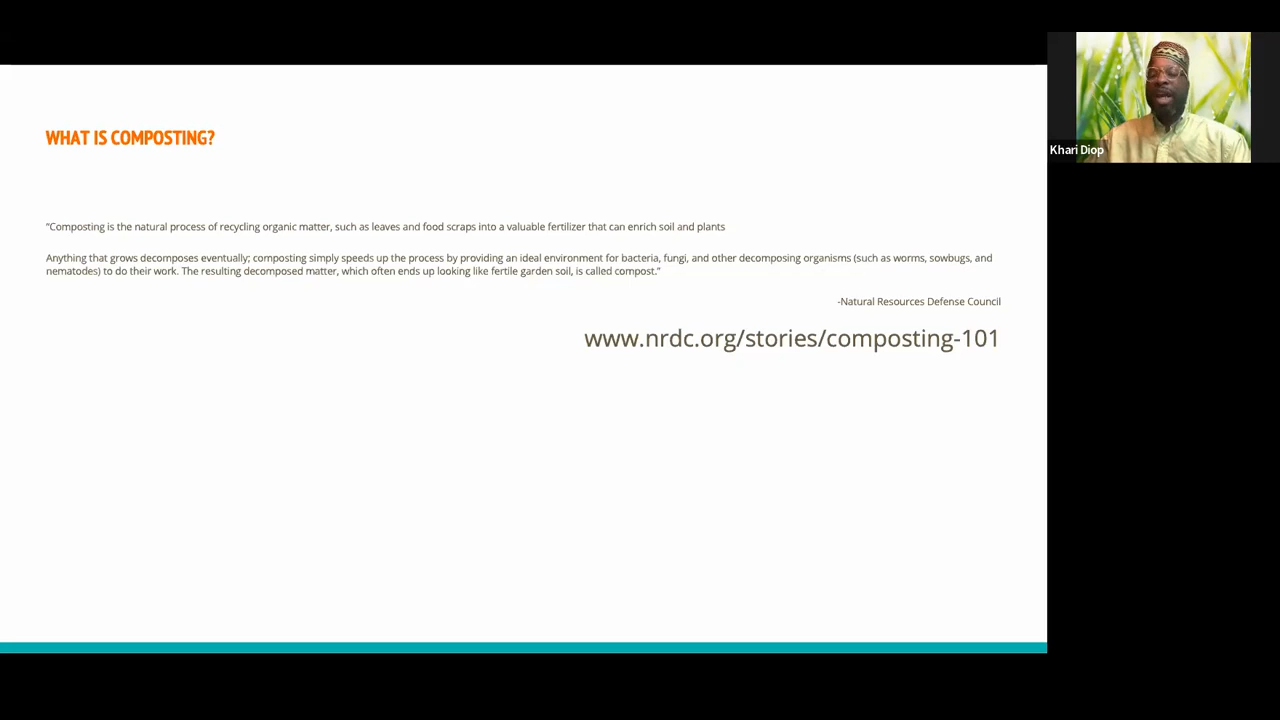 WHAT IS COMPOSTING?
“Composting is the natural process of recycling organic matter, such as leaves and food scraps into a valuable fertilizer that can enrich soil and plants
Anything that grows decomposes eventually; composting simply speeds up the process by providing an ideal environment for bacteria, fungi, and other decomposing organisms (such as worms, sowbugs, and
nematodes) to do their work. The resulting decomposed matter, which often ends up looking like fertile garden soil, is called compost.”
-Natural Resources Defense Council
www.nrdc.org/stories/composting-101
Khari Diop